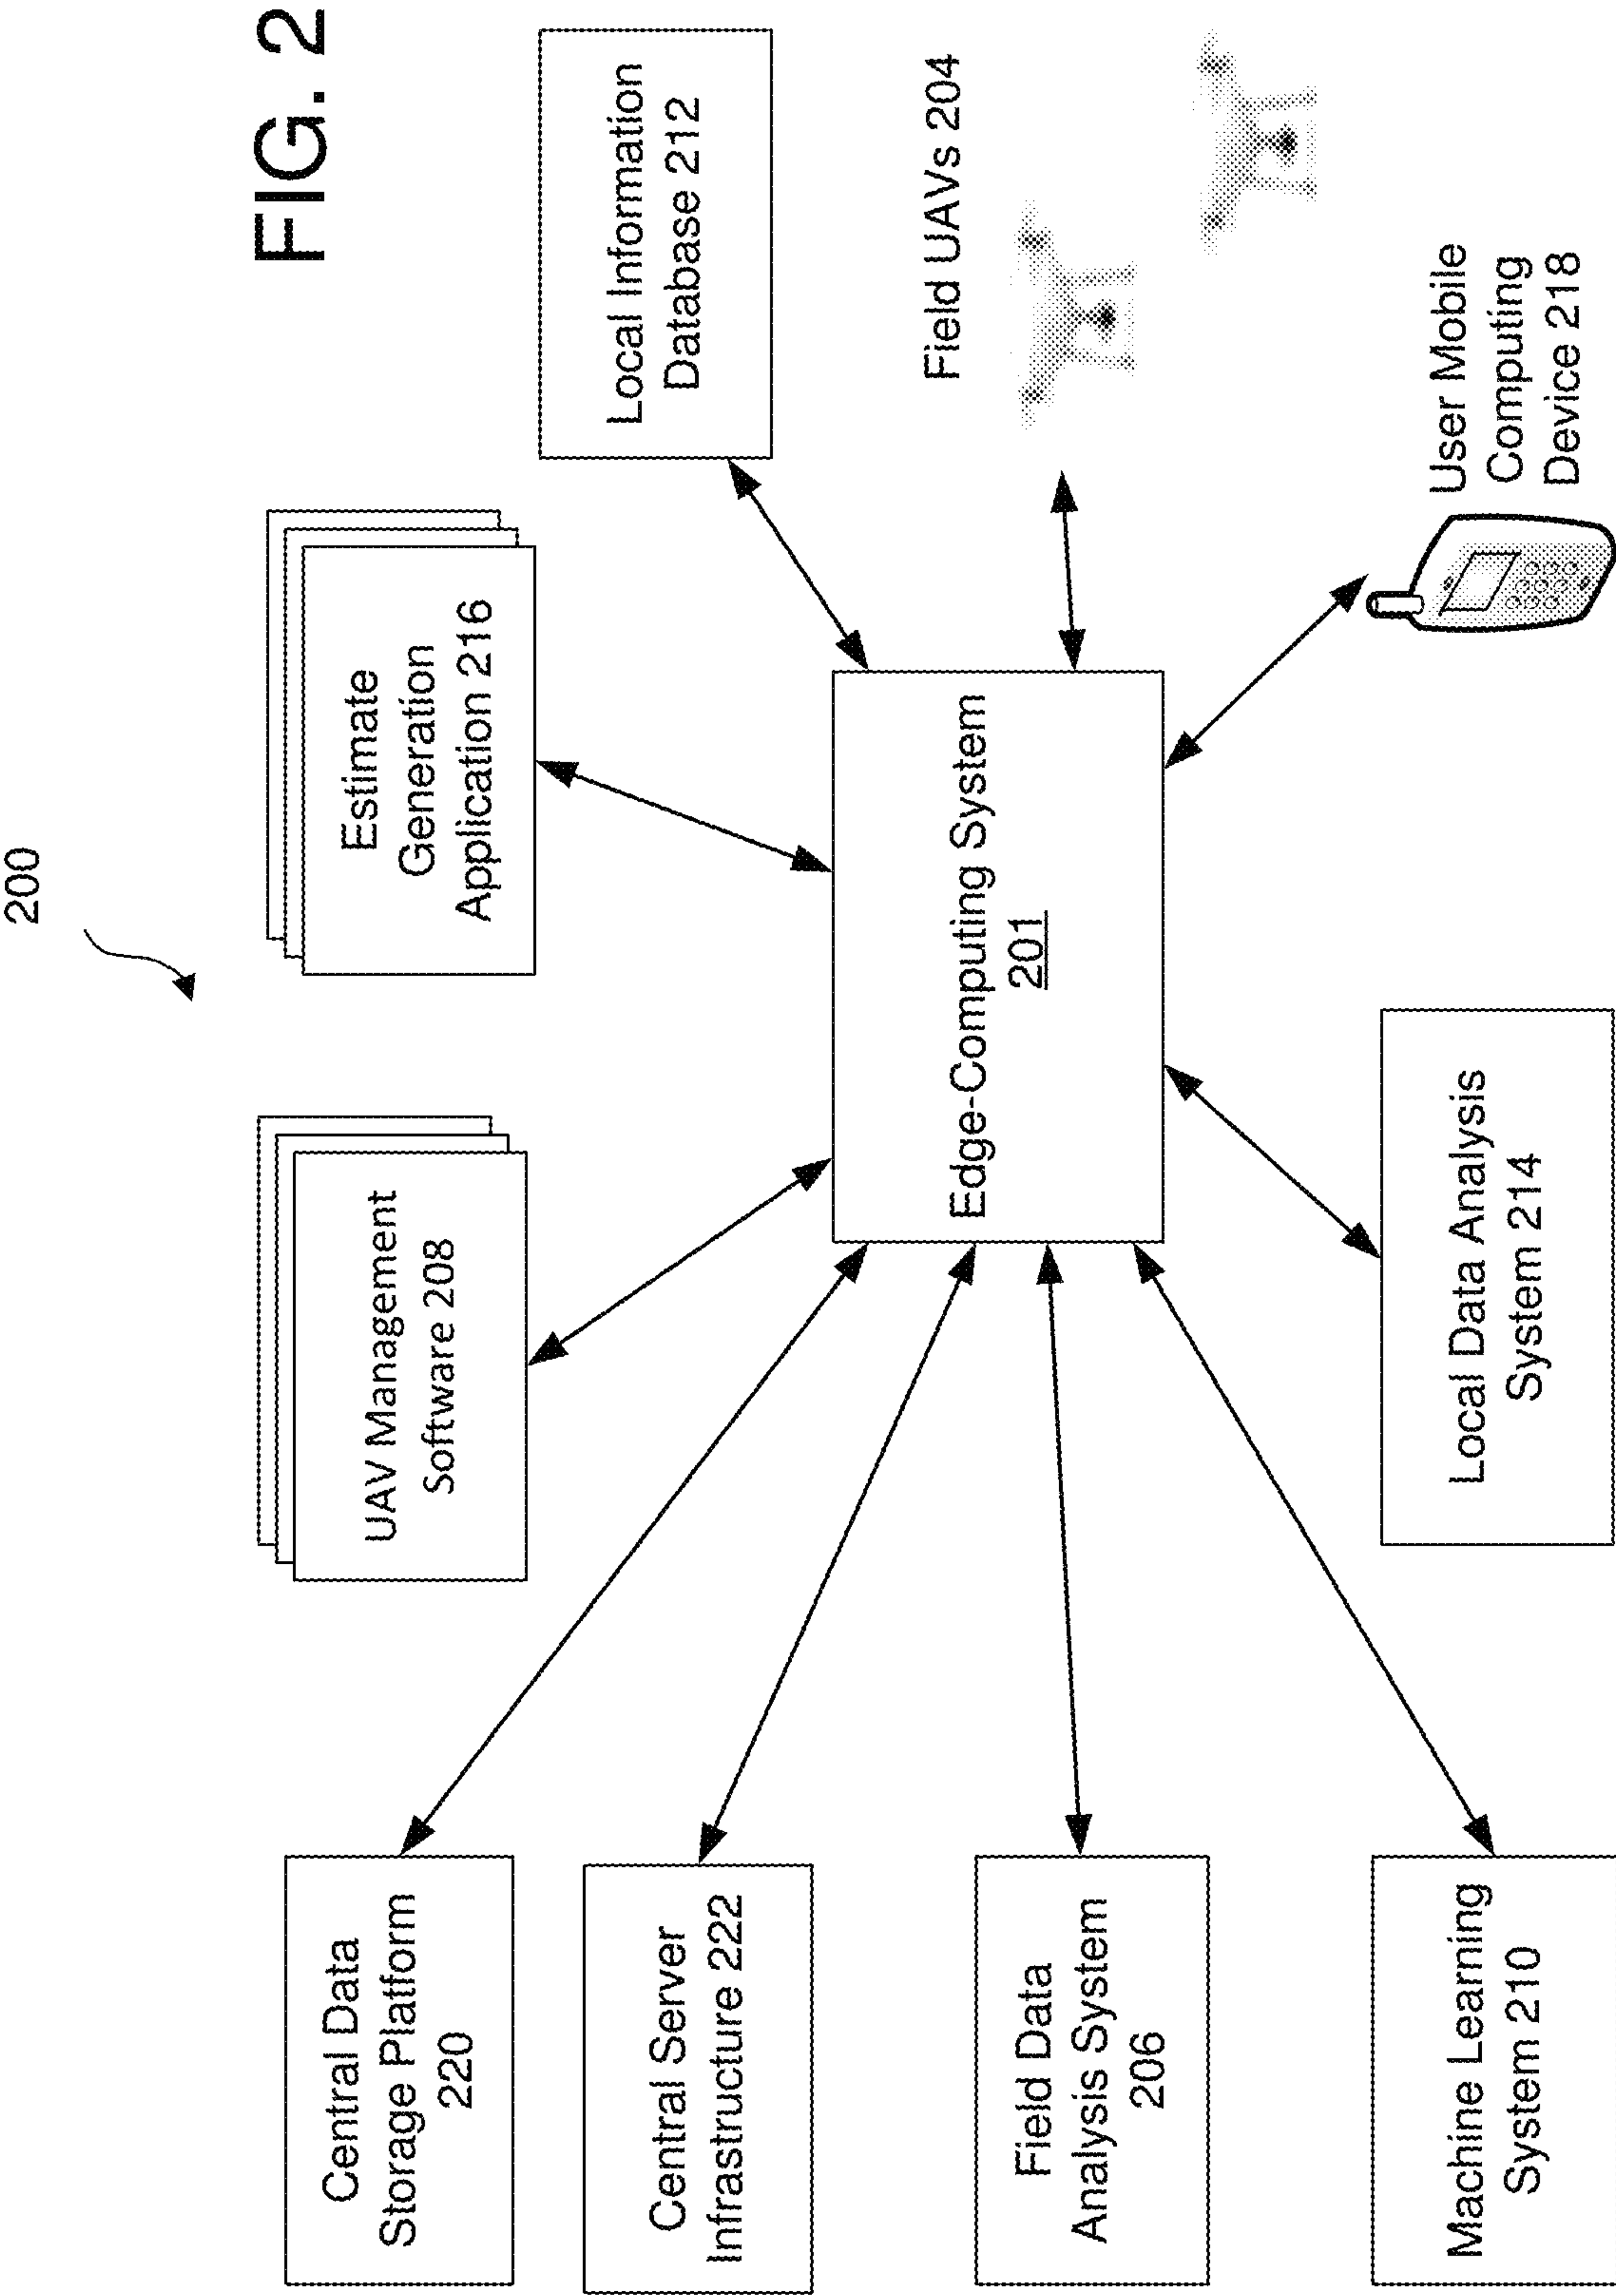 200
FIG. 2
Central Data
Storage Platform
220
UAV Management
Software 208
Estimate
Generation
Application 216
Local Information
Database 212
Central Server
Infrastructure 222
Edge-Computing System
201
Field UAVs 204
Field Data
Analysis System
206
Machine Learning
System 210
Local Data Analysis
System 214
User Mobile
Computing
Device 218